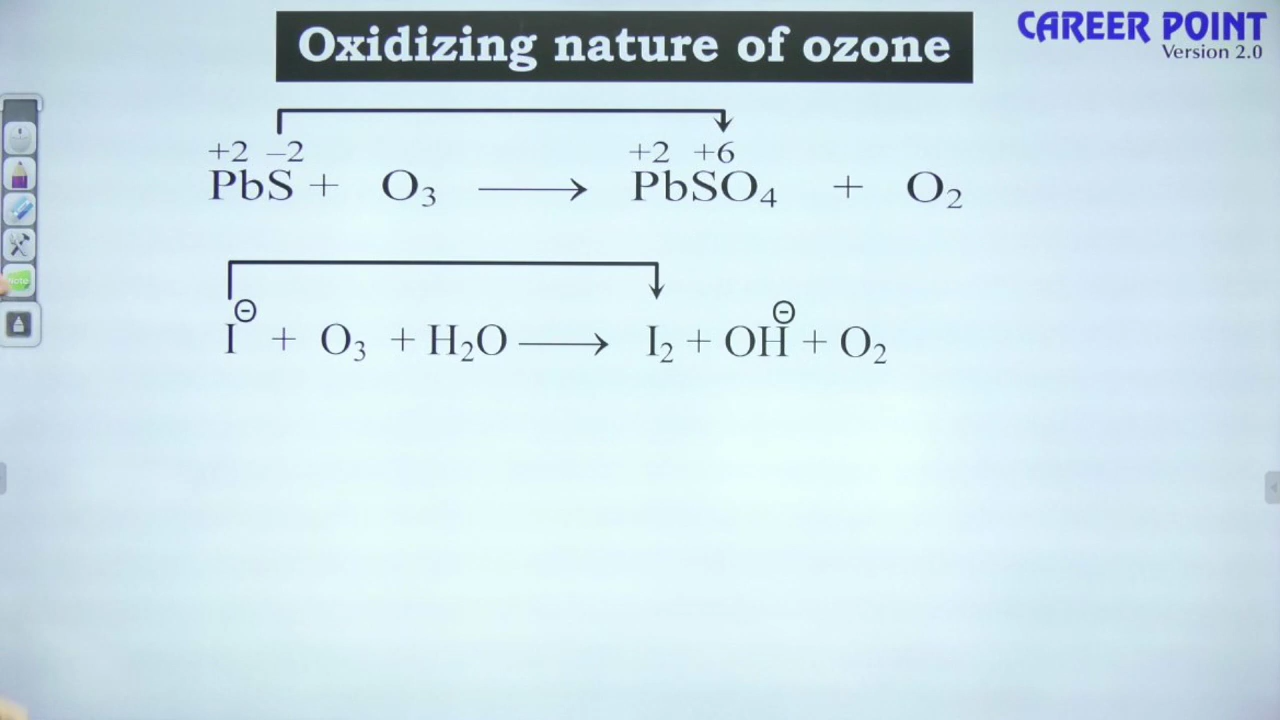 Oxidizing nature of ozone
CAREER POINT
Version 2.0
+2 –2 +2 +6
PbS + O₃ ⟶ PbSO₄ + O₂
I⊖ + O₃ + H₂O ⟶ I₂ + OH⊖ + O₂
NOTE